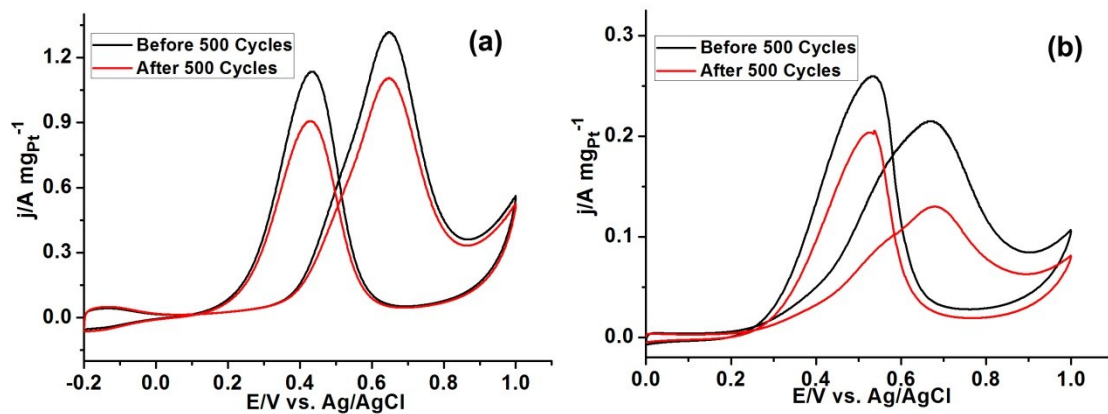 (a)
Before 500 Cycles
After 500 Cycles
1.2
0.9
0.6
0.3
0.0
j/A mgPt-1
-0.2 0.0 0.2 0.4 0.6 0.8 1.0
E/V vs. Ag/AgCl
(b)
Before 500 Cycles
After 500 Cycles
0.3
0.2
0.1
0.0
j/A mgPt-1
0.0 0.2 0.4 0.6 0.8 1.0
E/V vs. Ag/AgCl